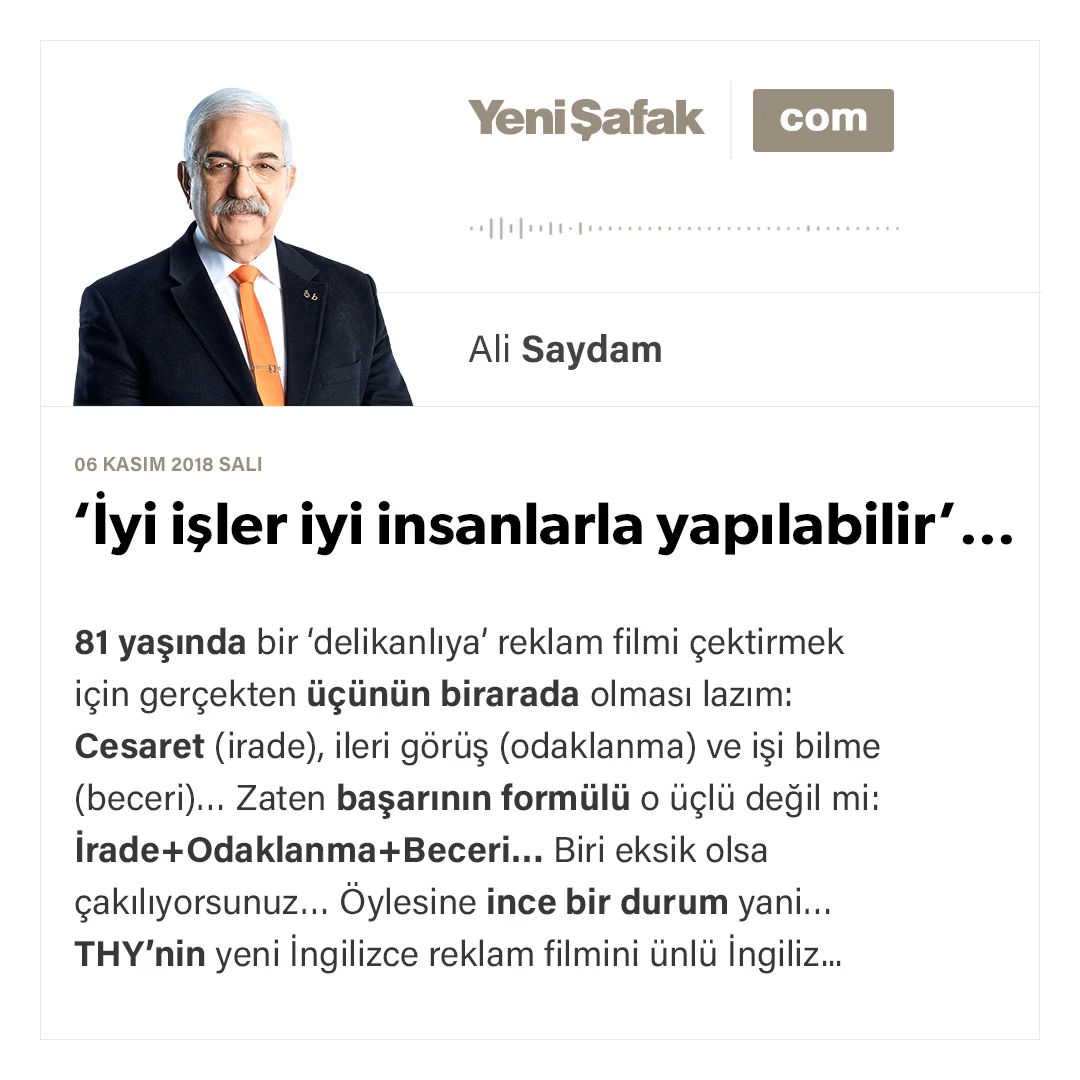 YeniŞafak com
Ali Saydam
06 KASIM 2018 SALI
‘İyi işler iyi insanlarla yapılabilir’...
81 yaşında bir ‘delikanlıya’ reklam filmi çektirmek
için gerçekten üçünün birarada olması lazım:
Cesaret (irade), ileri görüş (odaklanma) ve işi bilme
(beceri)... Zaten başarının formülü o üçlü değil mi:
İrade+Odaklanma+Beceri... Biri eksik olsa
çakılıyorsunuz... Öylesine ince bir durum yani...
THY’nin yeni İngilizce reklam filmini ünlü İngiliz...